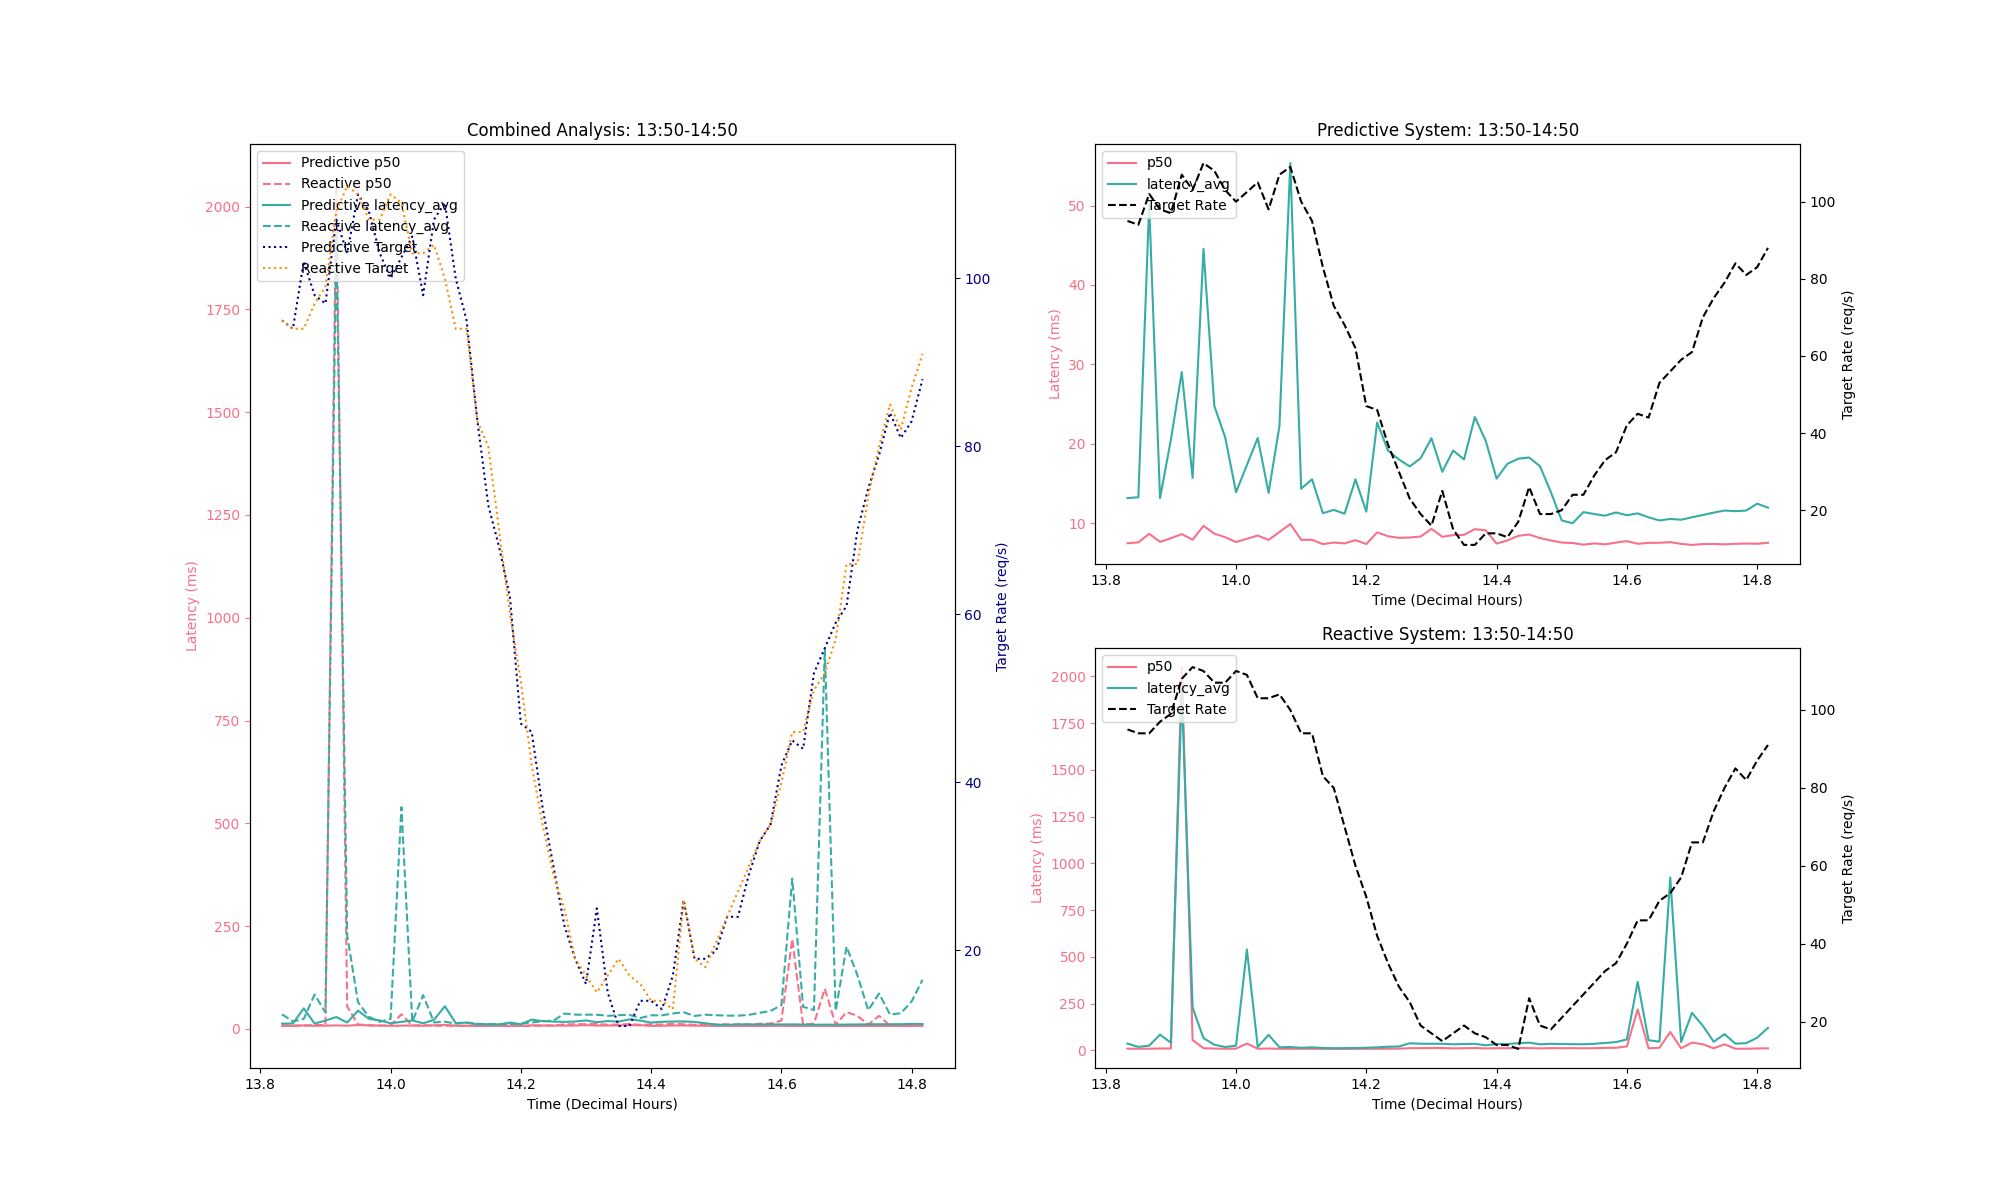 Combined Analysis: 13:50-14:50
Predictive p50
Reactive p50
Predictive latency_avg
Reactive latency_avg
Predictive Target
Reactive Target
2000
1750
1500
1250
1000
750
500
250
0
Latency (ms)
100
80
60
40
20
Target Rate (req/s)
13.8 14.0 14.2 14.4 14.6 14.8
Time (Decimal Hours)
Predictive System: 13:50-14:50
p50
latency_avg
Target Rate
50
40
30
20
10
Latency (ms)
100
80
60
40
20
Target Rate (req/s)
13.8 14.0 14.2 14.4 14.6 14.8
Time (Decimal Hours)
Reactive System: 13:50-14:50
p50
latency_avg
Target Rate
2000
1750
1500
1250
1000
750
500
250
0
Latency (ms)
100
80
60
40
20
Target Rate (req/s)
13.8 14.0 14.2 14.4 14.6 14.8
Time (Decimal Hours)